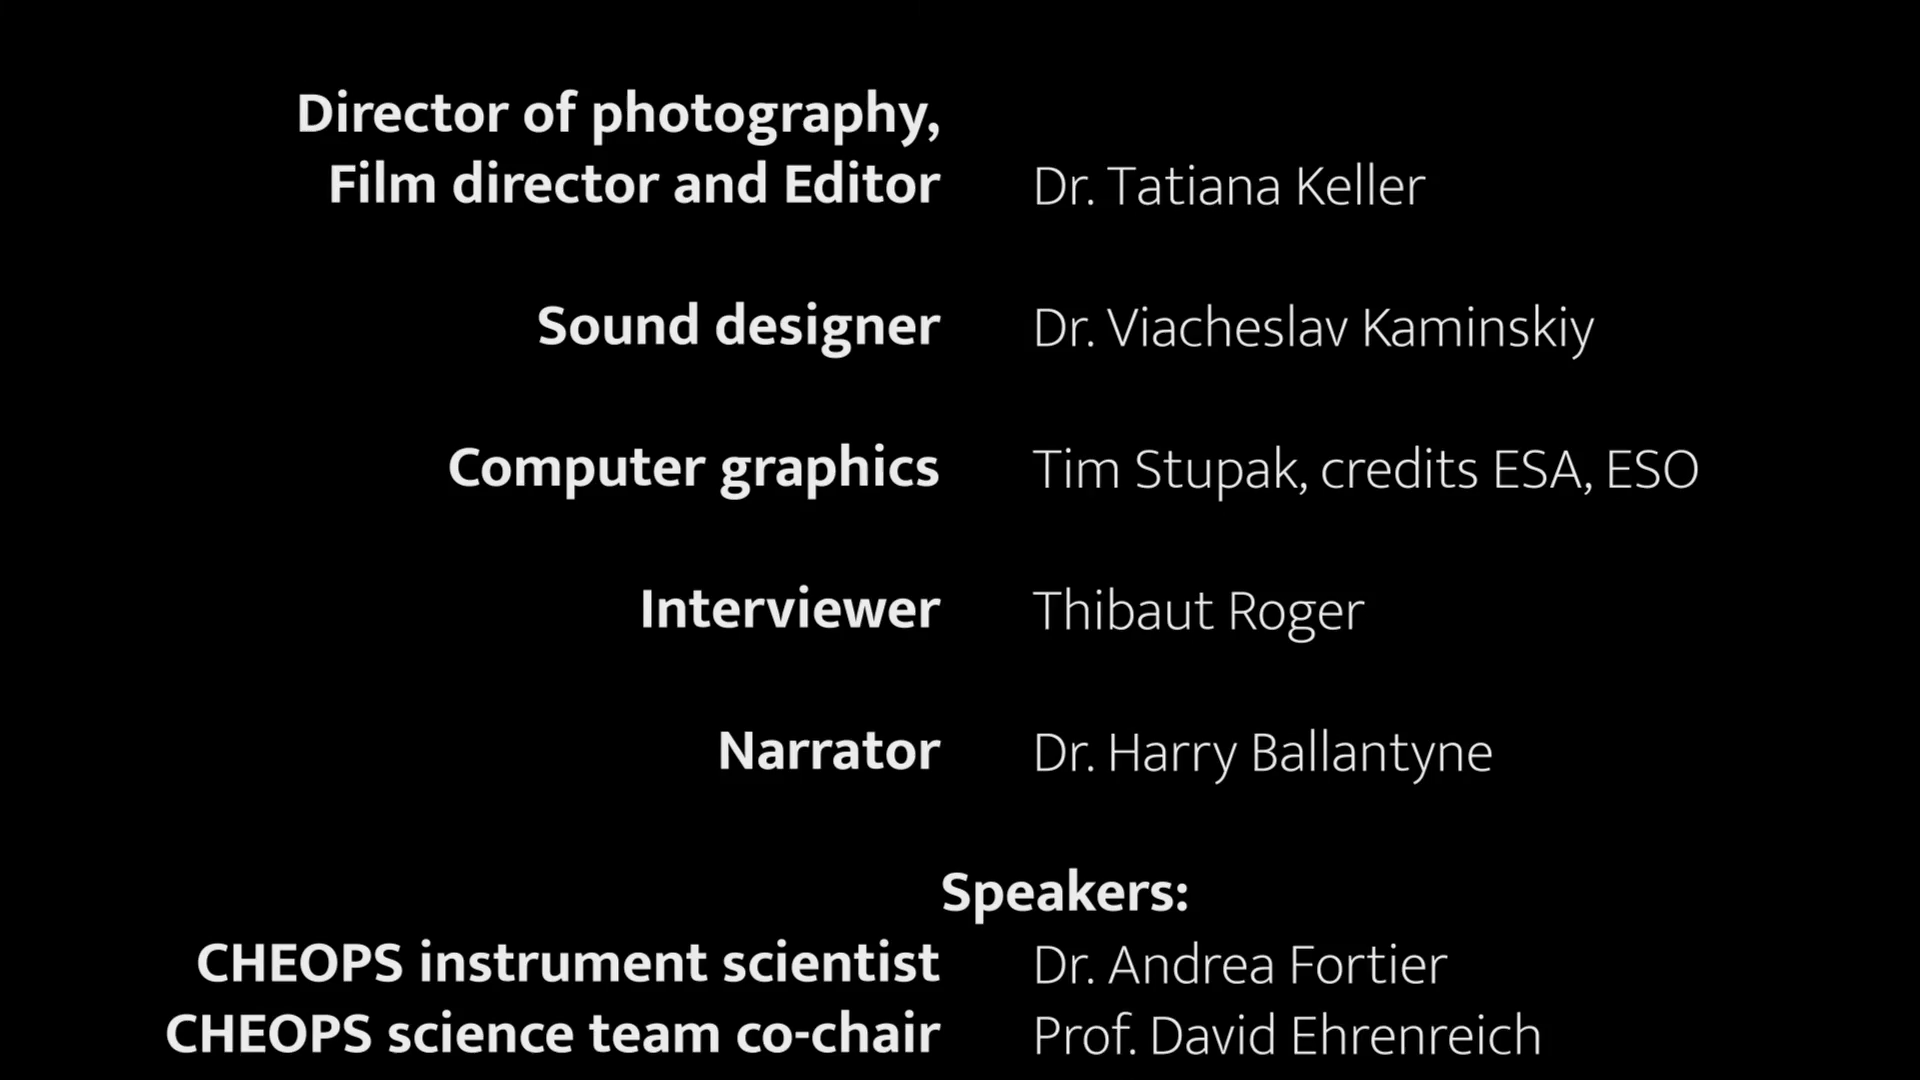 Director of photography,
Film director and Editor Dr. Tatiana Keller
Sound designer Dr. Viacheslav Kaminskiy
Computer graphics Tim Stupak, credits ESA, ESO
Interviewer Thibaut Roger
Narrator Dr. Harry Ballantyne
Speakers:
CHEOPS instrument scientist Dr. Andrea Fortier
CHEOPS science team co-chair Prof. David Ehrenreich